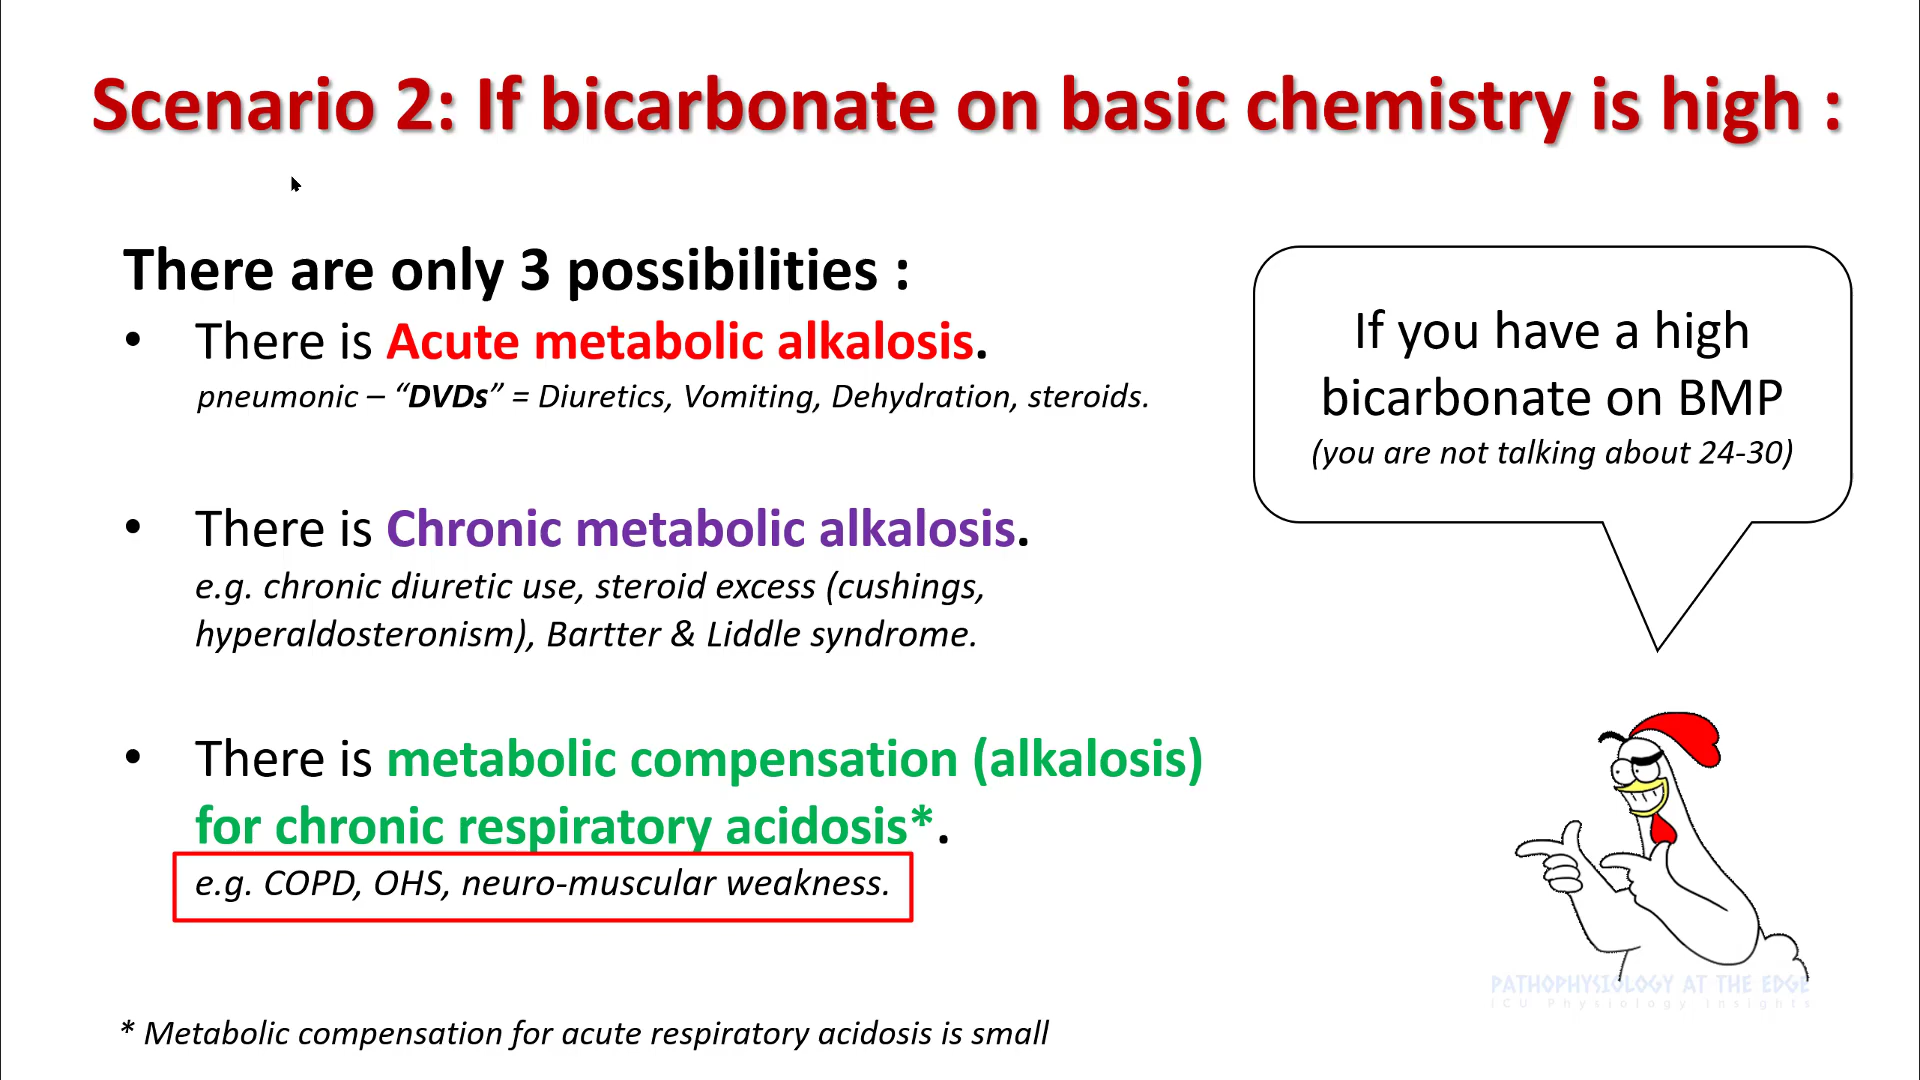 Scenario 2: If bicarbonate on basic chemistry is high :
There are only 3 possibilities :
• There is Acute metabolic alkalosis.
pneumonic – “DVDs” = Diuretics, Vomiting, Dehydration, steroids.
• There is Chronic metabolic alkalosis.
e.g. chronic diuretic use, steroid excess (cushings,
hyperaldosteronism), Bartter & Liddle syndrome.
• There is metabolic compensation (alkalosis)
for chronic respiratory acidosis*.
e.g. COPD, OHS, neuro-muscular weakness.
* Metabolic compensation for acute respiratory acidosis is small
If you have a high
bicarbonate on BMP
(you are not talking about 24-30)
PATHOPHYSIOLOGY AT THE EDGE
ICU Physiology Insights